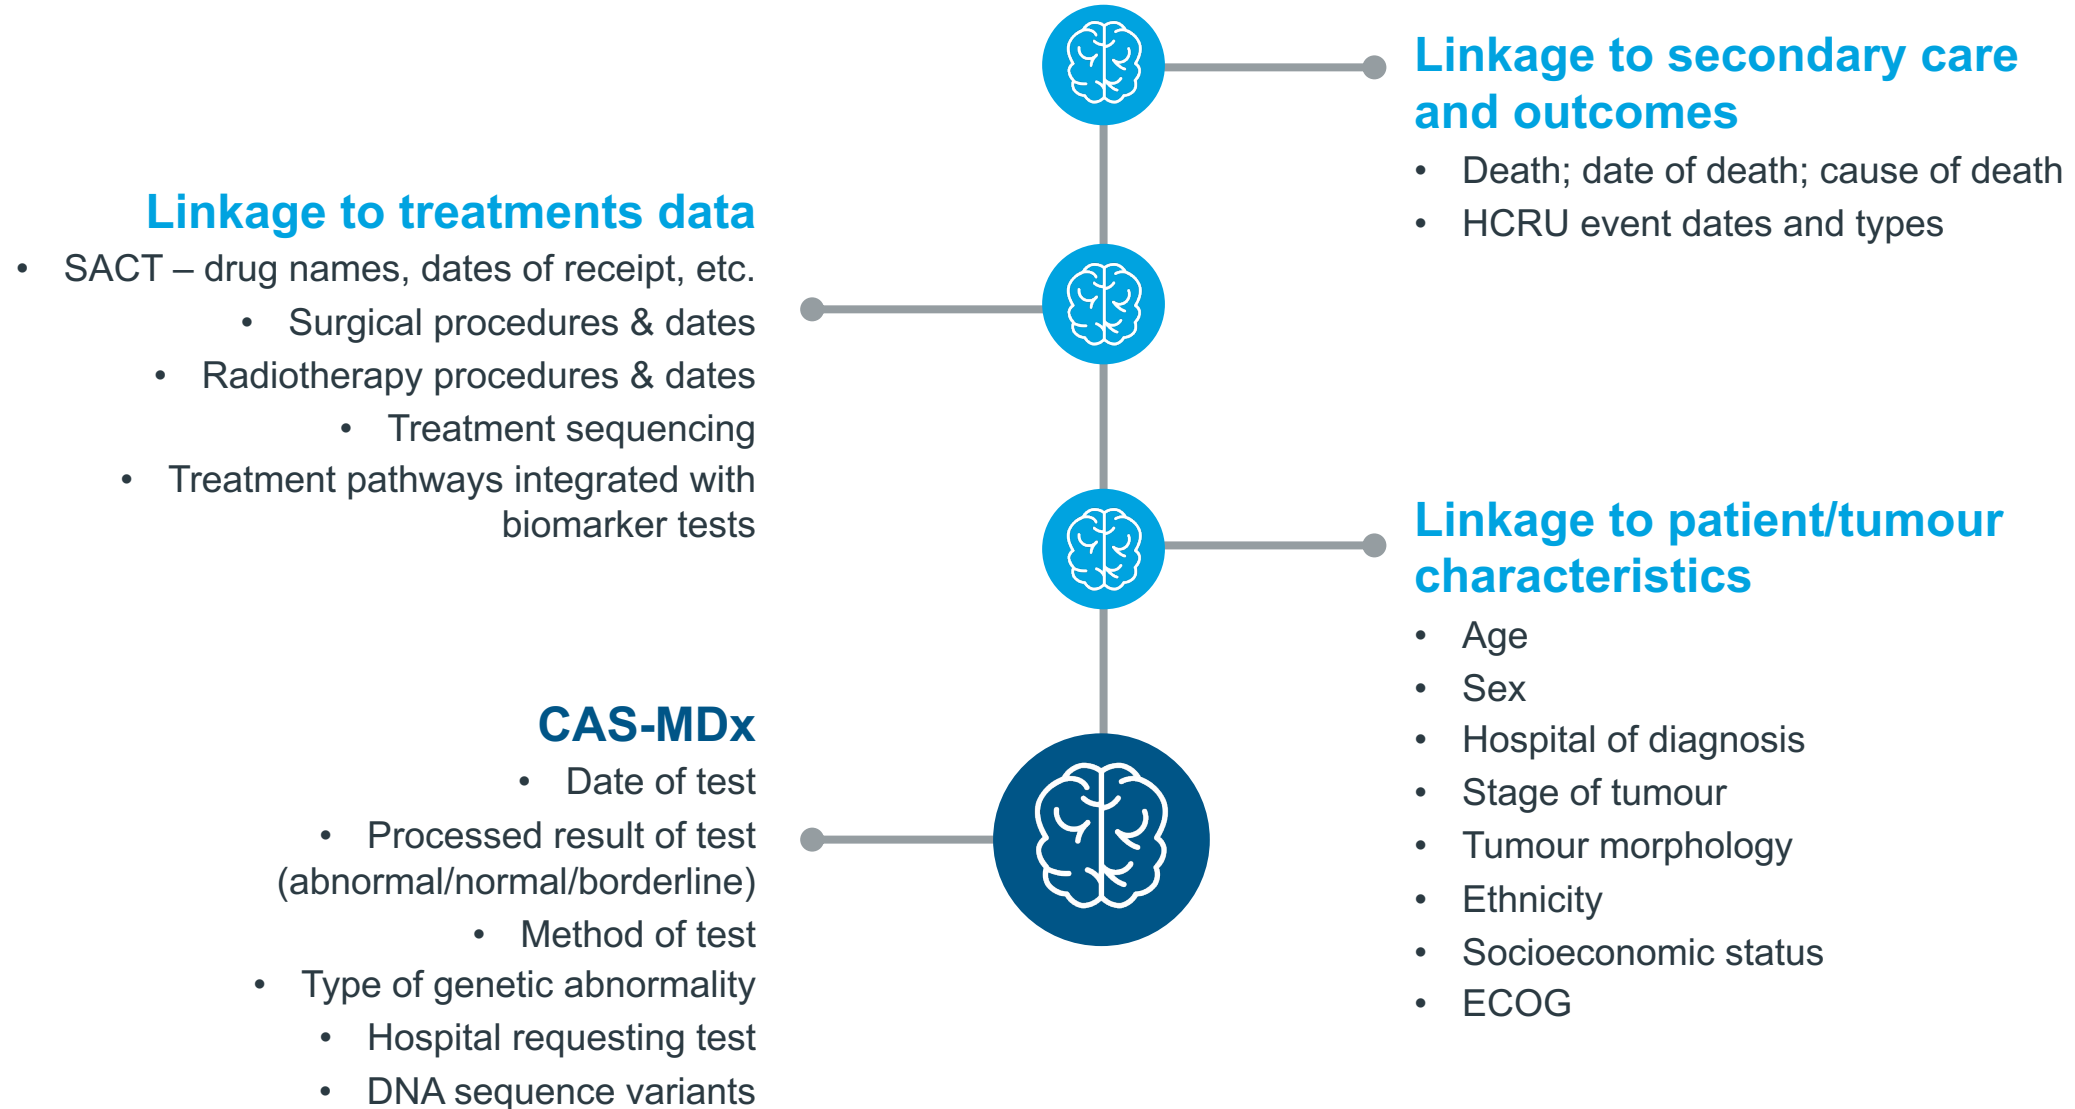 Linkage to secondary care
and outcomes
• Death; date of death; cause of death
• HCRU event dates and types
Linkage to treatments data
• SACT – drug names, dates of receipt, etc.
• Surgical procedures & dates
• Radiotherapy procedures & dates
• Treatment sequencing
• Treatment pathways integrated with
biomarker tests
Linkage to patient/tumour
characteristics
• Age
• Sex
• Hospital of diagnosis
• Stage of tumour
• Tumour morphology
• Ethnicity
• Socioeconomic status
• ECOG
CAS-MDx
• Date of test
• Processed result of test
(abnormal/normal/borderline)
• Method of test
• Type of genetic abnormality
• Hospital requesting test
• DNA sequence variants